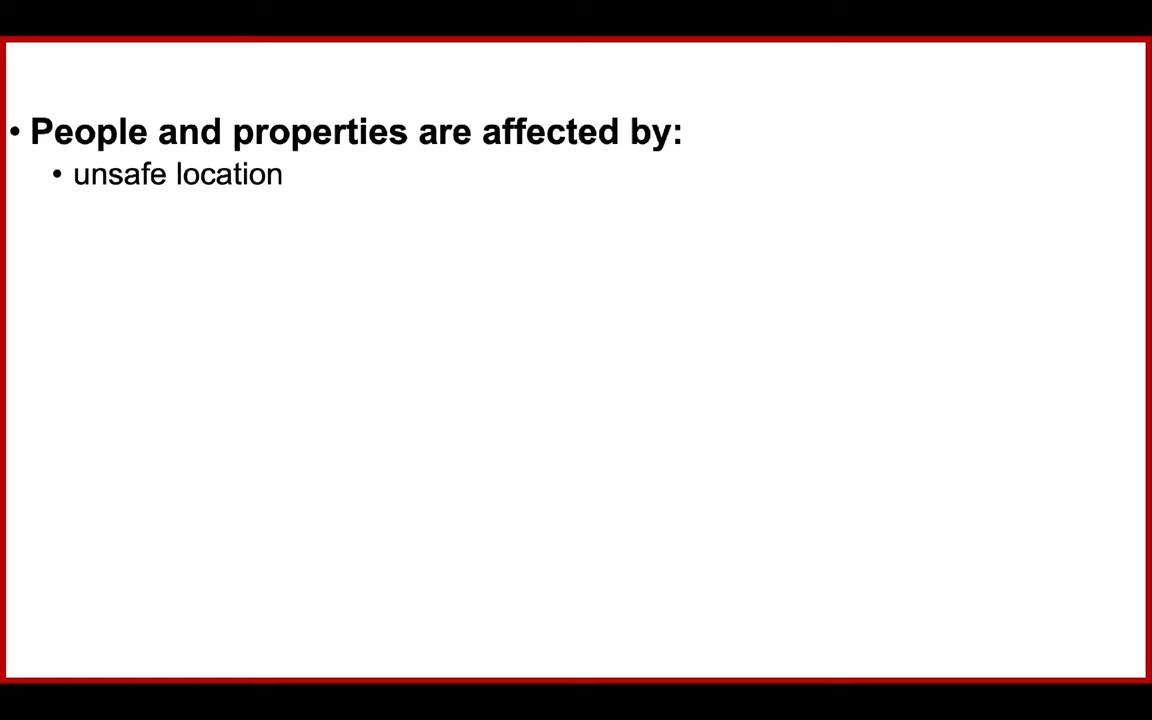 • People and properties are affected by:
• unsafe location